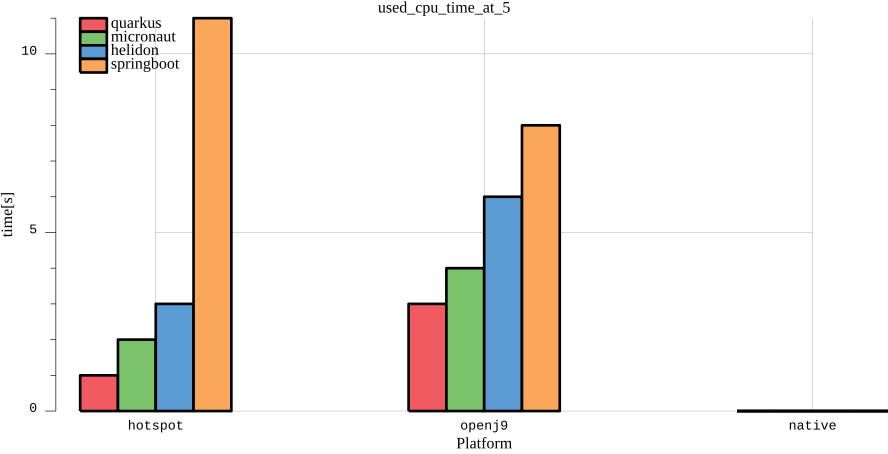 used_cpu_time_at_5
quarkus
micronaut
helidon
springboot
10
5
0
time[s]
hotspot
openj9
native
Platform